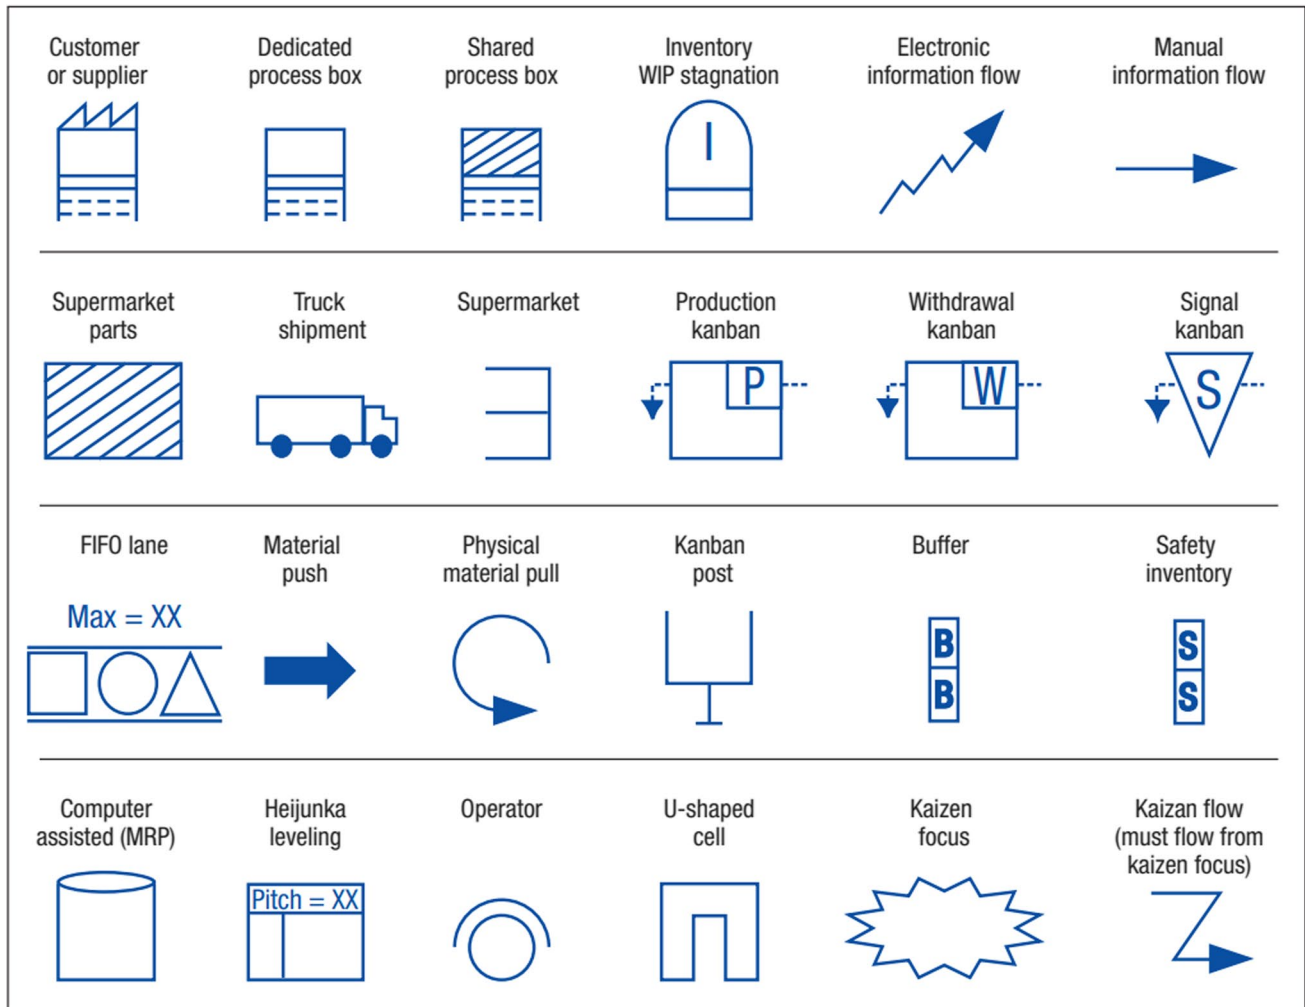 Customer
or supplier
Dedicated
process box
Shared
process box
Inventory
WIP stagnation
Electronic
information flow
Manual
information flow
I
Supermarket
parts
Truck
shipment
Supermarket
Production
kanban
Withdrawal
kanban
Signal
kanban
P
W
S
FIFO lane
Material
push
Physical
material pull
Kanban
post
Buffer
Safety
inventory
Max = XX
B
B
S
S
Computer
assisted (MRP)
Heijunka
leveling
Operator
U-shaped
cell
Kaizen
focus
Kaizan flow
(must flow from
kaizen focus)
Pitch = XX